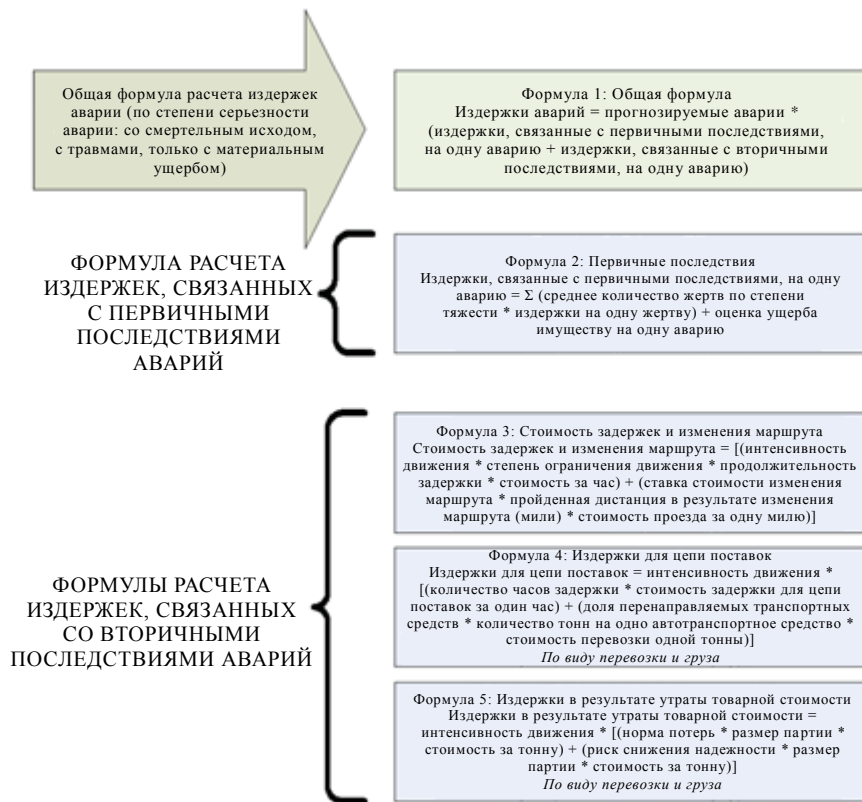 Общая формула расчета издержек
аварии (по степени серьезности
аварии: со смертельным исходом,
с травмами, только с материальным
ущербом)
Формула 1: Общая формула
Издержки аварий = прогнозируемые аварии *
(издержки, связанные с первичными последствиями,
на одну аварию + издержки, связанные с вторичными
последствиями, на одну аварию)
ФОРМУЛА РАСЧЕТА
ИЗДЕРЖЕК, СВЯЗАННЫХ
С ПЕРВИЧНЫМИ
ПОСЛЕДСТВИЯМИ
АВАРИЙ
Формула 2: Первичные последствия
Издержки, связанные с первичными последствиями, на одну
аварию = Σ (среднее количество жертв по степени
тяжести * издержки на одну жертву) + оценка ущерба
имуществу на одну аварию
ФОРМУЛЫ РАСЧЕТА
ИЗДЕРЖЕК, СВЯЗАННЫХ
СО ВТОРИЧНЫМИ
ПОСЛЕДСТВИЯМИ АВАРИЙ
Формула 3: Стоимость задержек и изменения маршрута
Стоимость задержек и изменения маршрута = [(интенсивность
движения * степень ограничения движения * продолжительность
задержки * стоимость за час) + (ставка стоимости изменения
маршрута * пройденная дистанция в результате изменения
маршрута (мили) * стоимость проезда за одну милю)]
Формула 4: Издержки для цепи поставок
Издержки для цепи поставок = интенсивность движения *
[(количество часов задержки * стоимость задержки для цепи
поставок за один час) + (доля перенаправляемых транспортных
средств * количество тонн на одно автотранспортное средство *
стоимость перевозки одной тонны)]
По виду перевозки и груза
Формула 5: Издержки в результате утраты товарной стоимости
Издержки в результате утраты товарной стоимости =
интенсивность движения * [(норма потерь * размер партии *
стоимость за тонну) + (риск снижения надежности * размер
партии * стоимость за тонну)]
По виду перевозки и груза